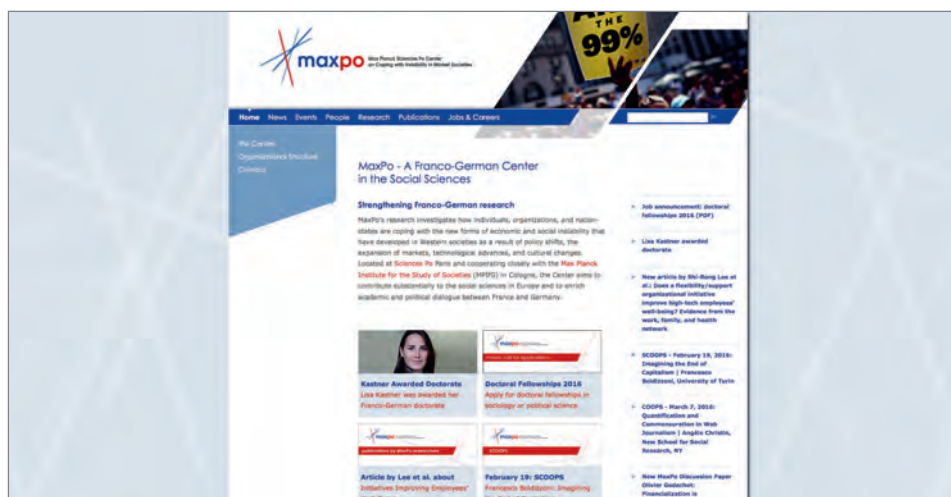 THE
99%
maxpo
Max Planck Sciences Po Center
on Coping with Instability in Market Societies
Home News Events People Research Publications Jobs & Careers
The Center
Organizational Structure
Contact
MaxPo - A Franco-German Center
in the Social Sciences
Strengthening Franco-German research
MaxPo's research investigates how individuals, organizations, and nation-
states are coping with the new forms of economic and social instability that
have developed in Western societies as a result of policy shifts, the
expansion of markets, technological advances, and cultural changes.
Located at Sciences Po Paris and cooperating closely with the Max Planck
Institute for the Study of Societies (MPIfG) in Cologne, the Center aims to
contribute substantially to the social sciences in Europe and to enrich
academic and political dialogue between France and Germany.
Kastner Awarded Doctorate
Lisa Kastner was awarded her
Franco-German doctorate
maxpo
Doctoral Fellowships 2016
Apply for doctoral fellowships in
sociology or political science
maxpo
publications by MaxPo researchers
Article by Lee et al. about
Initiatives Improving Employees'
maxpo
SCOOPS
February 19: SCOOPS
Francesco Boldizzoni: Imagining
Job announcement: doctoral
fellowships 2016 (PDF)
Lisa Kastner awarded
doctorate
New article by Shi-Rong Lee et
al.: Does a flexibility/support
organizational initiative
improve high-tech employees'
well-being? Evidence from the
work, family, and health
network
SCOOPS - February 19, 2016:
Imagining the End of
Capitalism | Francesco
Boldizzoni, University of Turin
COOPS - March 7, 2016:
Quantification and
Commensuration in Web
Journalism | Angèle Christin,
New School for Social
Research, NY
New MaxPo Discussion Paper
Olivier Godechot:
Financialization is